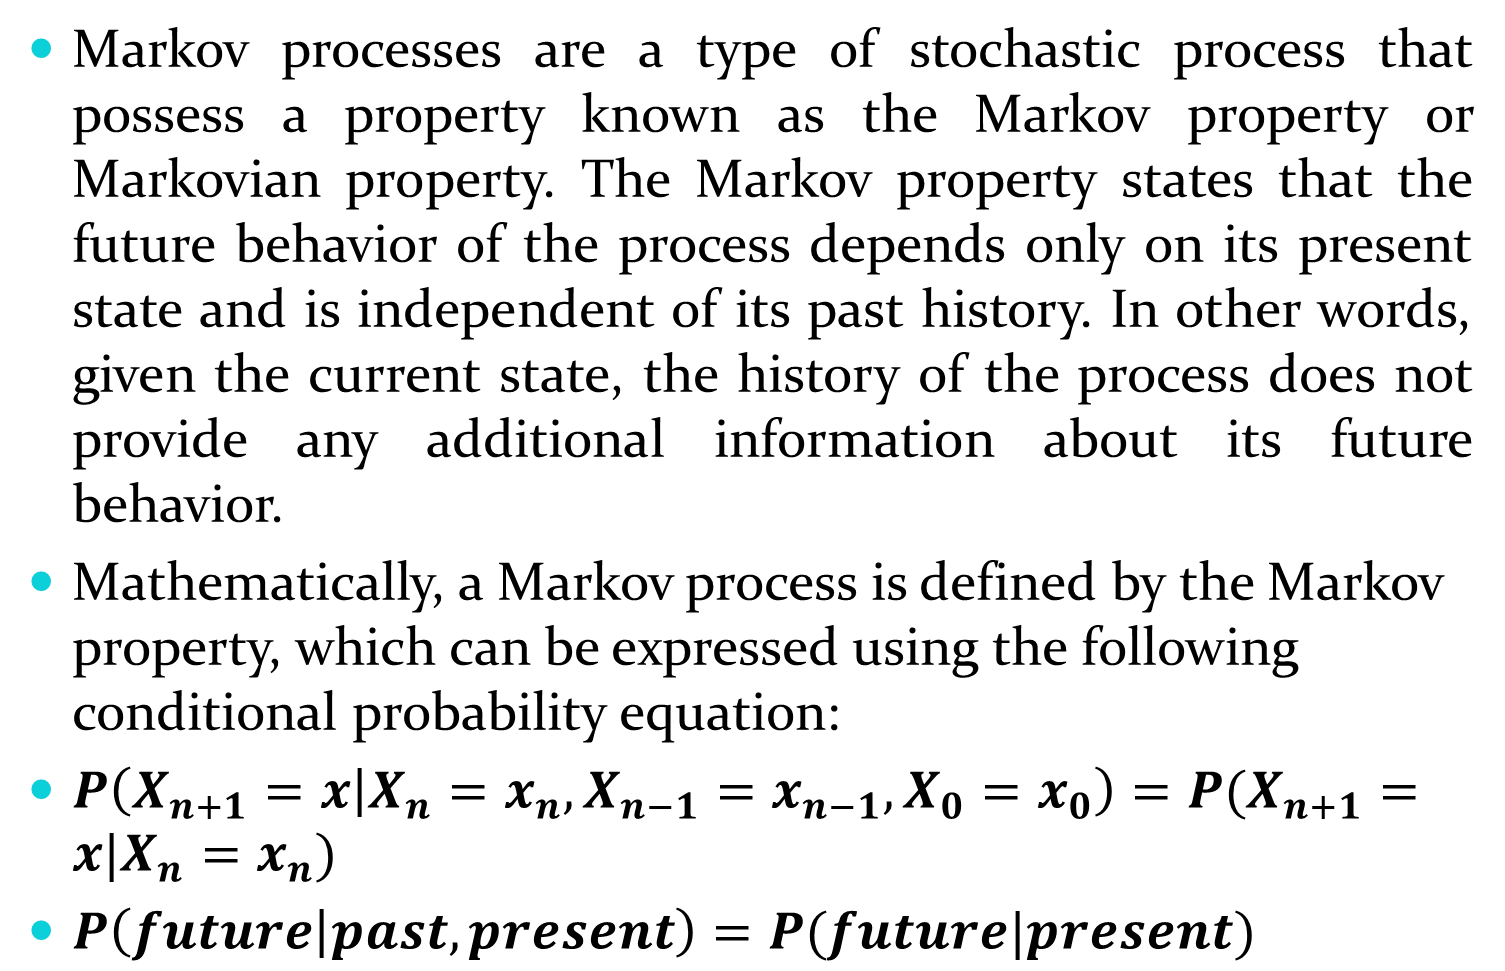 • Markov processes are a type of stochastic process that
possess a property known as the Markov property or
Markovian property. The Markov property states that the
future behavior of the process depends only on its present
state and is independent of its past history. In other words,
given the current state, the history of the process does not
provide any additional information about its future
behavior.
• Mathematically, a Markov process is defined by the Markov
property, which can be expressed using the following
conditional probability equation:
• P(Xₙ₊₁ = x|Xₙ = xₙ, Xₙ₋₁ = xₙ₋₁, X₀ = x₀) = P(Xₙ₊₁ =
x|Xₙ = xₙ)
• P(future|past, present) = P(future|present)